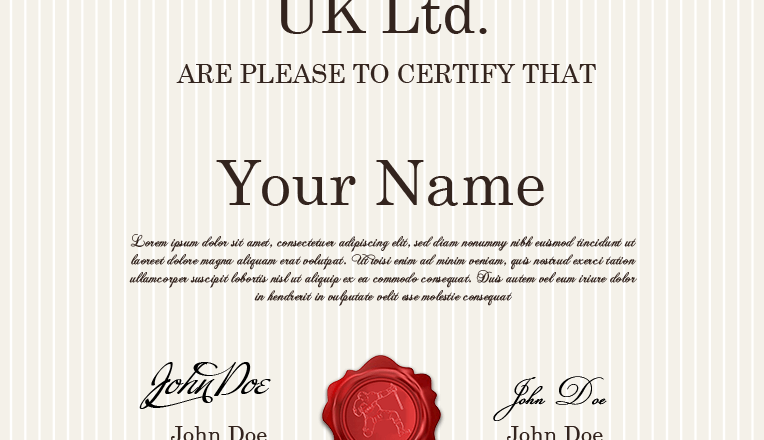 UK Ltd.
ARE PLEASE TO CERTIFY THAT
Your Name
Lorem ipsum dolor sit amet, consectetuer adipiscing elit, sed diam nonummy nibh euismod tincidunt ut
laoreet dolore magna aliquam erat volutpat. Ut wisi enim ad minim veniam, quis nostrud exerci tation
ullamcorper suscipit lobortis nisl ut aliquip ex ea commodo consequat. Duis autem vel eum iriure dolor
in hendrerit in vulputate velit esse molestie consequat
John Doe
John Doe
John Doe
John Doe